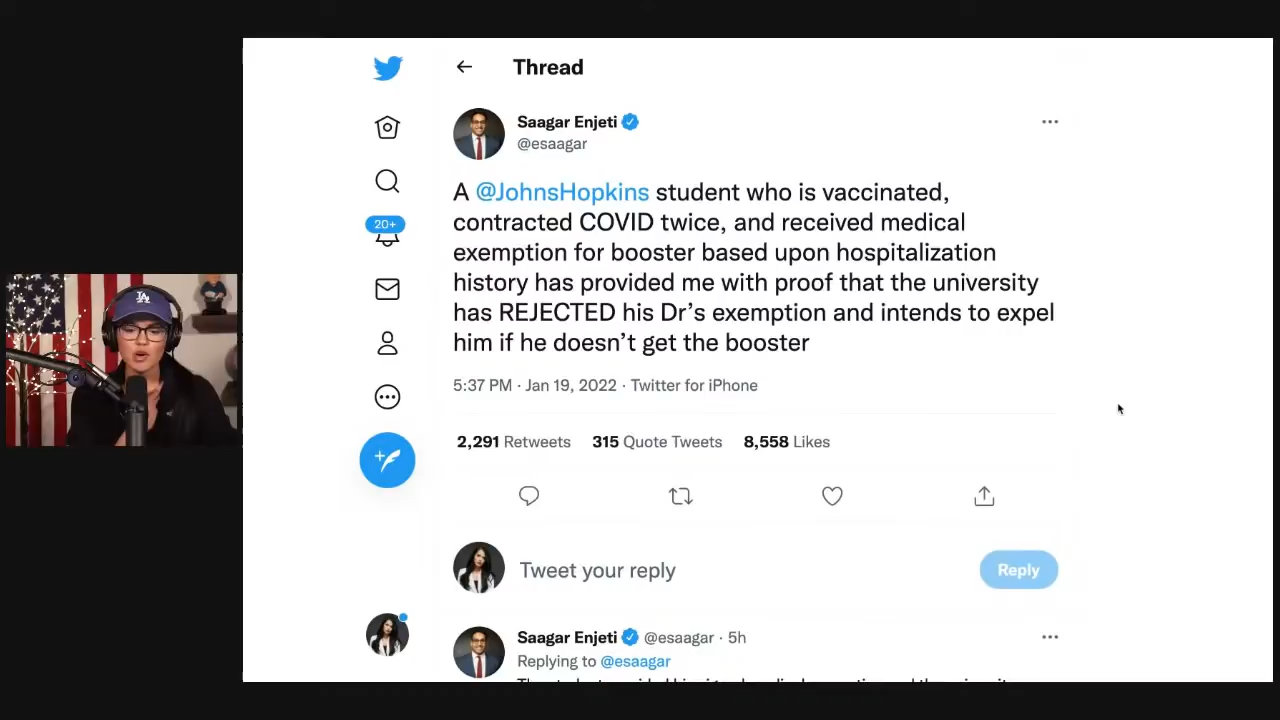 Thread
Saagar Enjeti
@esaagar
A @JohnsHopkins student who is vaccinated,
contracted COVID twice, and received medical
exemption for booster based upon hospitalization
history has provided me with proof that the university
has REJECTED his Dr's exemption and intends to expel
him if he doesn't get the booster
5:37 PM · Jan 19, 2022 · Twitter for iPhone
2,291 Retweets 315 Quote Tweets 8,558 Likes
Tweet your reply
Reply
Saagar Enjeti @esaagar · 5h
Replying to @esaagar
20+
LA